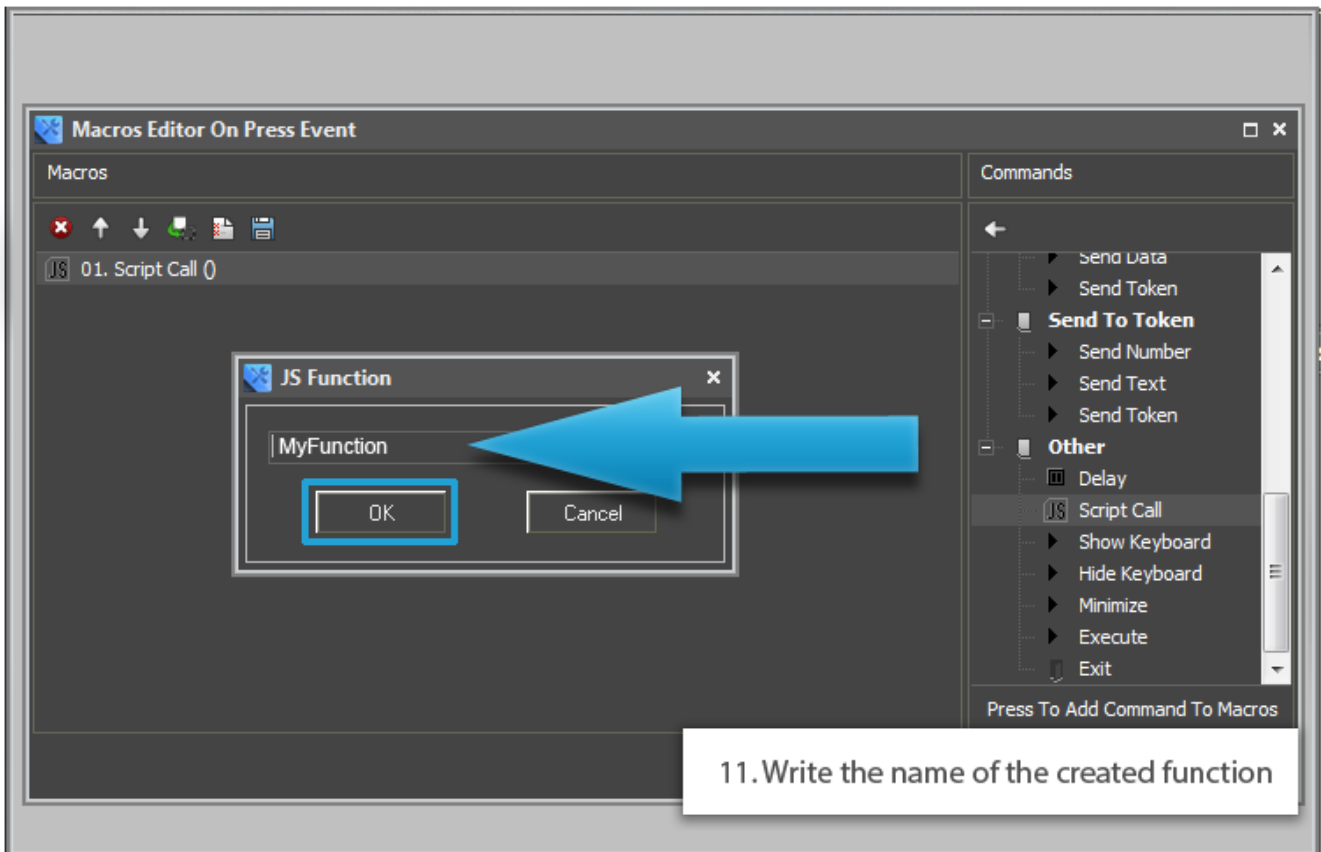 Macros Editor On Press Event
Macros
Commands
JS 01. Script Call ()
JS Function
MyFunction
OK
Cancel
Send Data
Send Token
Send To Token
Send Number
Send Text
Send Token
Other
Delay
JS Script Call
Show Keyboard
Hide Keyboard
Minimize
Execute
Exit
Press To Add Command To Macros
11. Write the name of the created function